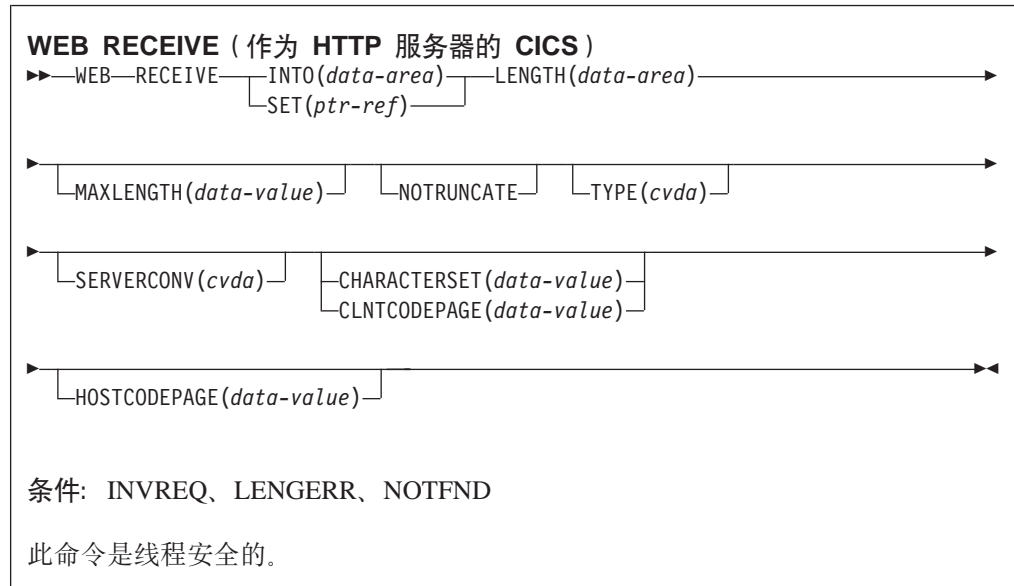 WEB RECEIVE（作为 HTTP 服务器的 CICS）
WEB RECEIVE INTO(data-area) LENGTH(data-area)
SET(ptr-ref)
MAXLENGTH(data-value) NOTRUNCATE TYPE(cvda)
SERVERCONV(cvda) CHARACTERSET(data-value)
CLNTCODEPAGE(data-value)
HOSTCODEPAGE(data-value)
条件: INVREQ、LENGERR、NOTFND
此命令是线程安全的。